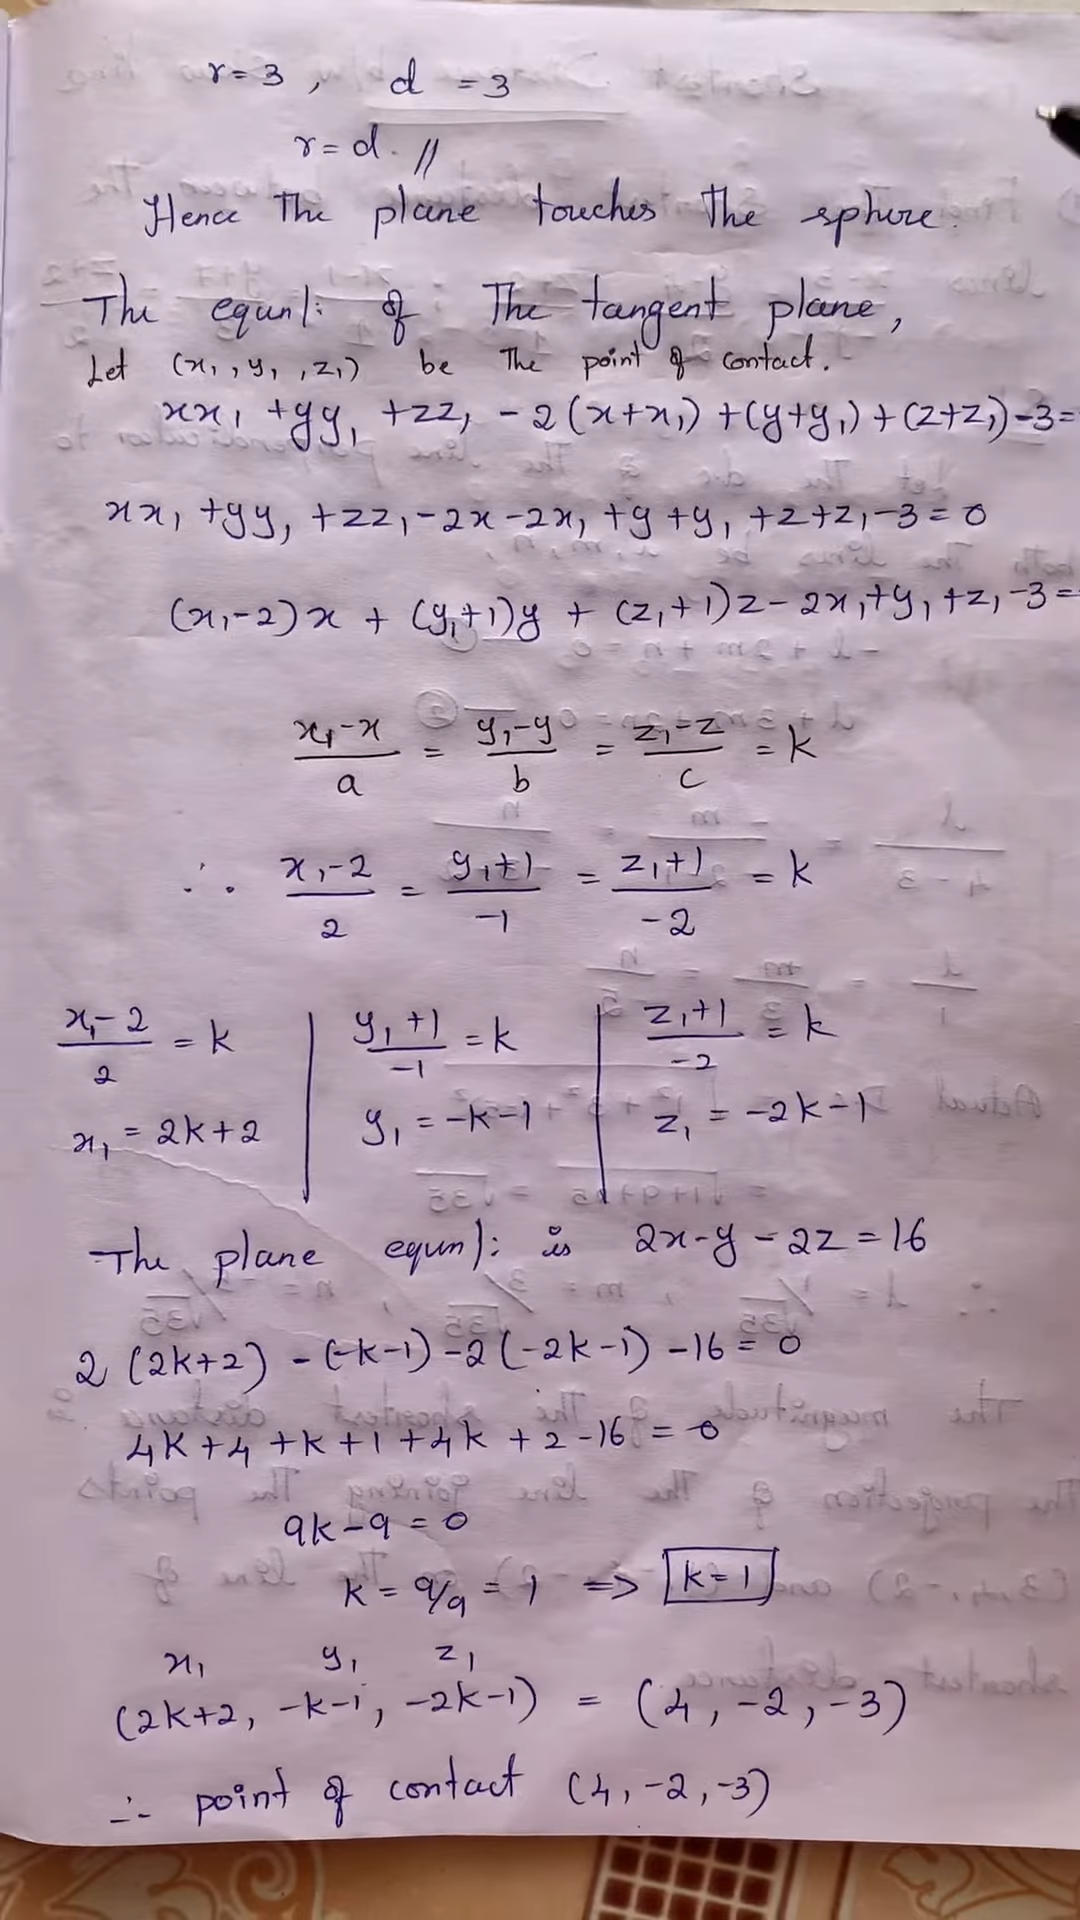 r = 3 , d = 3
r = d. //
Hence The plane touches The sphere.
The equn/: of The tangent plane,
Let (x₁, y₁, z₁) be The point of contact.
xx₁ + yy₁ + zz₁ - 2(x+x₁) + (y+y₁) + (z+z₁) - 3 =
xx₁ + yy₁ + zz₁ - 2x - 2x₁ + y + y₁ + z + z₁ - 3 = 0
(x₁-2)x + (y₁+1)y + (z₁+1)z - 2x₁ + y₁ + z₁ - 3 =
(x₁-x)/a = (y₁-y)/b = (z₁-z)/c = k
∴ (x₁-2)/2 = (y₁+1)/-1 = (z₁+1)/-2 = k
(x₁-2)/2 = k | (y₁+1)/-1 = k | (z₁+1)/-2 = k
x₁ = 2k+2 | y₁ = -k-1 | z₁ = -2k-1
The plane equn/: is 2x - y - 2z = 16
2 (2k+2) - (-k-1) - 2 (-2k-1) - 16 = 0
4k + 4 + k + 1 + 4k + 2 - 16 = 0
9k - 9 = 0
k = 9/9 = 1 => k = 1
x₁ y₁ z₁
(2k+2, -k-1, -2k-1) = (4, -2, -3)
∴ point of contact (4, -2, -3)